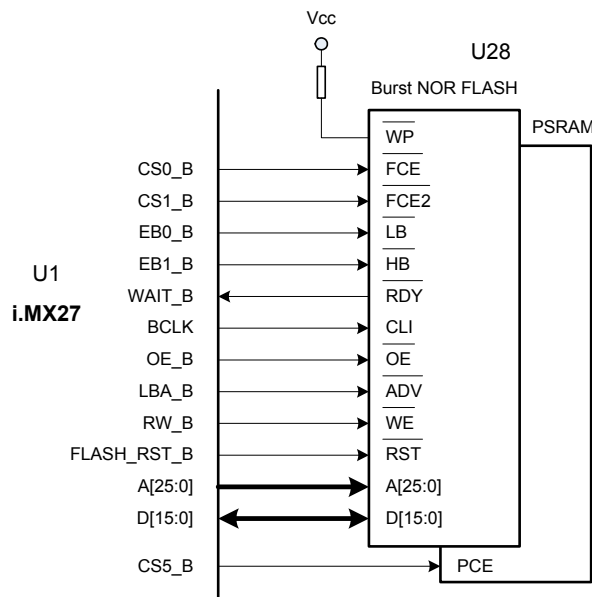 Vcc
U28
Burst NOR FLASH
PSRAM
WP
CS0_B FCE
CS1_B FCE2
EB0_B LB
EB1_B HB
U1
WAIT_B RDY
i.MX27
BCLK CLI
OE_B OE
LBA_B ADV
RW_B WE
FLASH_RST_B RST
A[25:0] A[25:0]
D[15:0] D[15:0]
CS5_B PCE